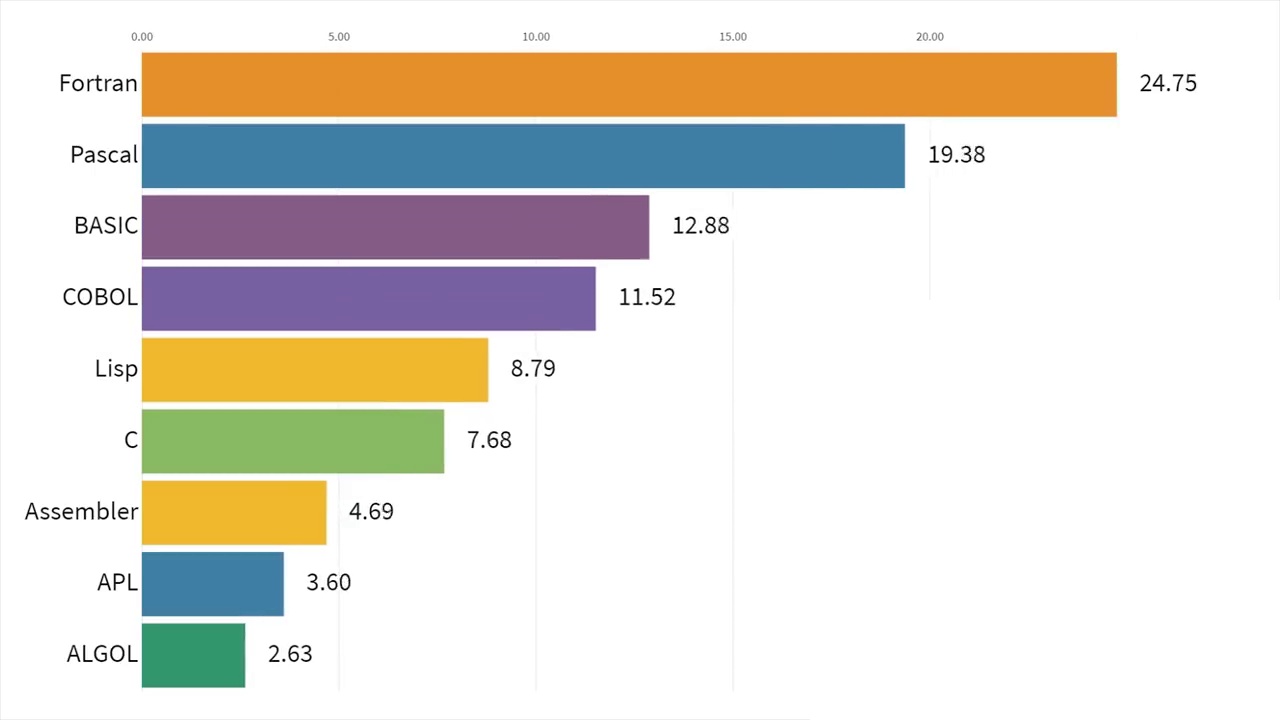 0.00 5.00 10.00 15.00 20.00
Fortran 24.75
Pascal 19.38
BASIC 12.88
COBOL 11.52
Lisp 8.79
C 7.68
Assembler 4.69
APL 3.60
ALGOL 2.63